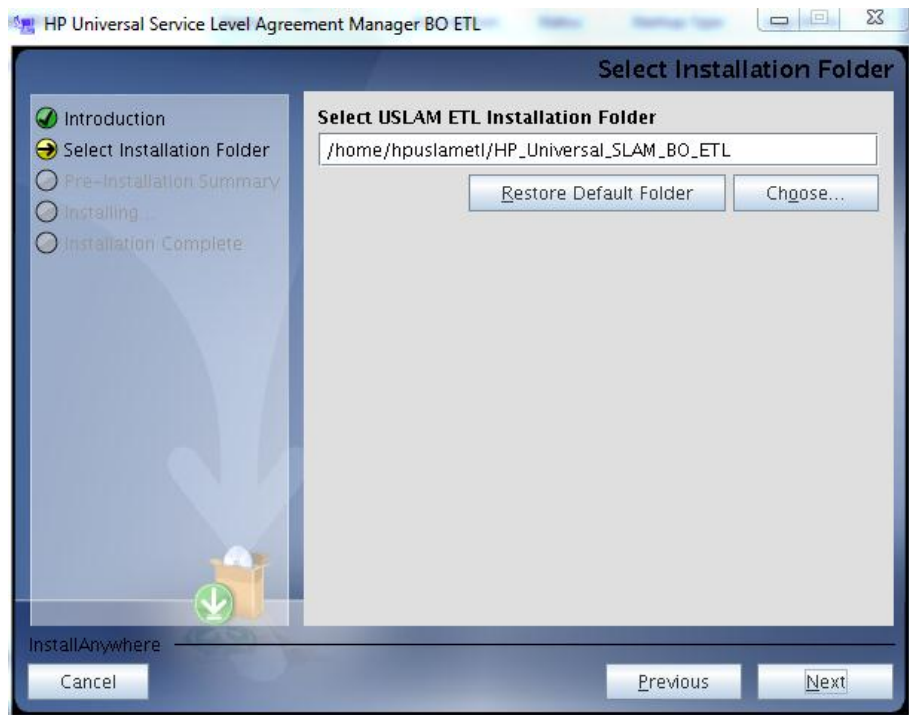 HP Universal Service Level Agreement Manager BO ETL
Select Installation Folder
Introduction
Select Installation Folder
Pre-Installation Summary
Installing...
Installation Complete
Select USLAM ETL Installation Folder
/home/hpuslametl/HP_Universal_SLAM_BO_ETL
Restore Default Folder
Choose...
InstallAnywhere
Cancel
Previous
Next